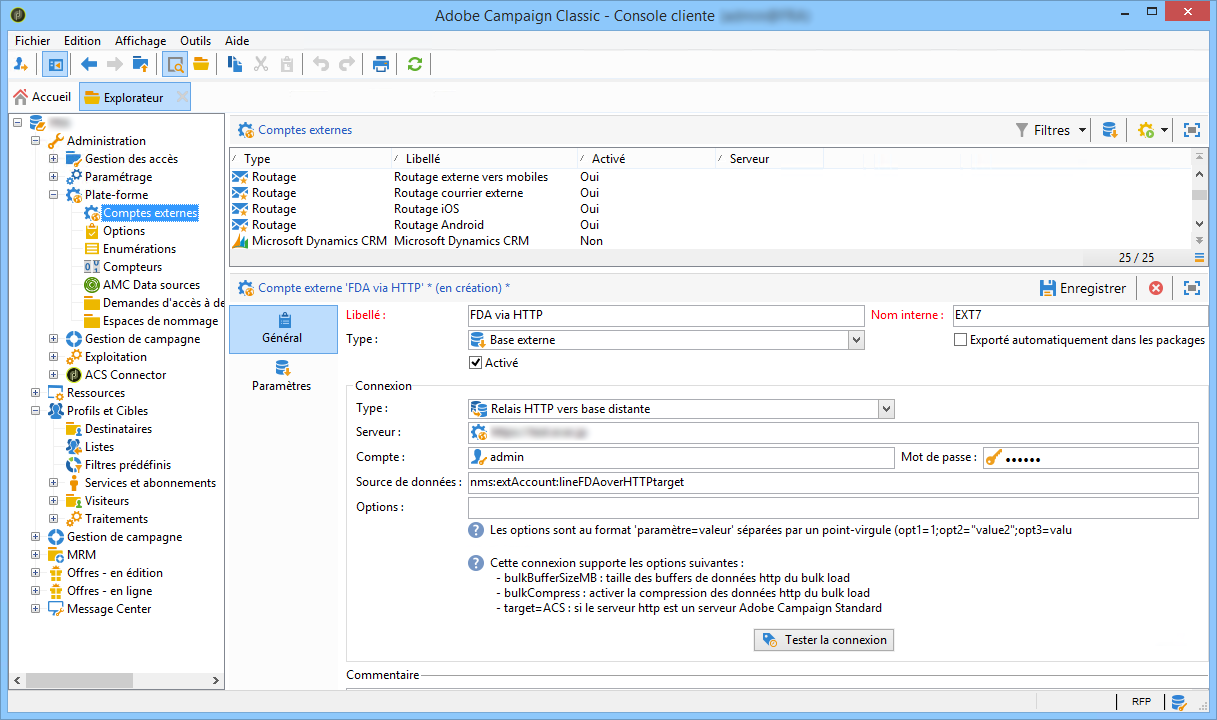 Adobe Campaign Classic - Console cliente
Fichier Edition Affichage Outils Aide
Accueil Explorateur
Administration
Gestion des accès
Paramétrage
Plate-forme
Comptes externes
Options
Enumérations
Compteurs
AMC Data sources
Demandes d'accès à de
Espaces de nommage
Gestion de campagne
Exploitation
ACS Connector
Ressources
Profils et Cibles
Destinataires
Listes
Filtres prédéfinis
Services et abonnements
Visiteurs
Traitements
Gestion de campagne
MRM
Offres - en édition
Offres - en ligne
Message Center
Comptes externes Filtres
Type Libellé Activé Serveur
Routage Routage externe vers mobiles Oui
Routage Routage courrier externe Oui
Routage Routage iOS Oui
Routage Routage Android Oui
Microsoft Dynamics CRM Microsoft Dynamics CRM Non
25 / 25
Compte externe 'FDA via HTTP' * (en création) * Enregistrer
Général
Paramètres
Libellé : FDA via HTTP Nom interne : EXT7
Type : Base externe Exporté automatiquement dans les packages
Activé
Connexion
Type : Relais HTTP vers base distante
Serveur :
Compte : admin Mot de passe : ••••••
Source de données : nms:extAccount:lineFDAoverHTTPtarget
Options :
? Les options sont au format 'paramètre=valeur' séparées par un point-virgule (opt1=1;opt2="value2";opt3=valu
? Cette connexion supporte les options suivantes :
- bulkBufferSizeMB : taille des buffers de données http du bulk load
- bulkCompress : activer la compression des données http du bulk load
- target=ACS : si le serveur http est un serveur Adobe Campaign Standard
Tester la connexion
Commentaire
RFP